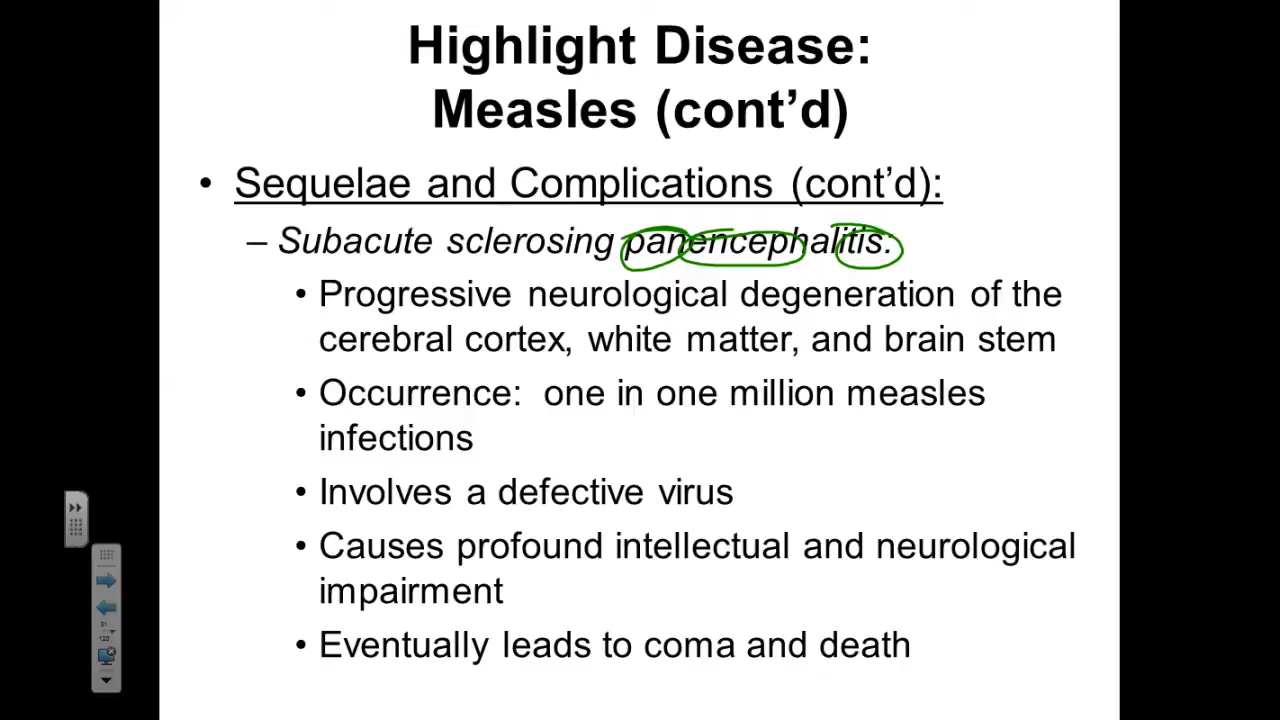 Highlight Disease:
Measles (cont’d)
• Sequelae and Complications (cont’d):
– Subacute sclerosing panencephalitis:
• Progressive neurological degeneration of the
cerebral cortex, white matter, and brain stem
• Occurrence:  one in one million measles
infections
• Involves a defective virus
• Causes profound intellectual and neurological
impairment
• Eventually leads to coma and death
31
123